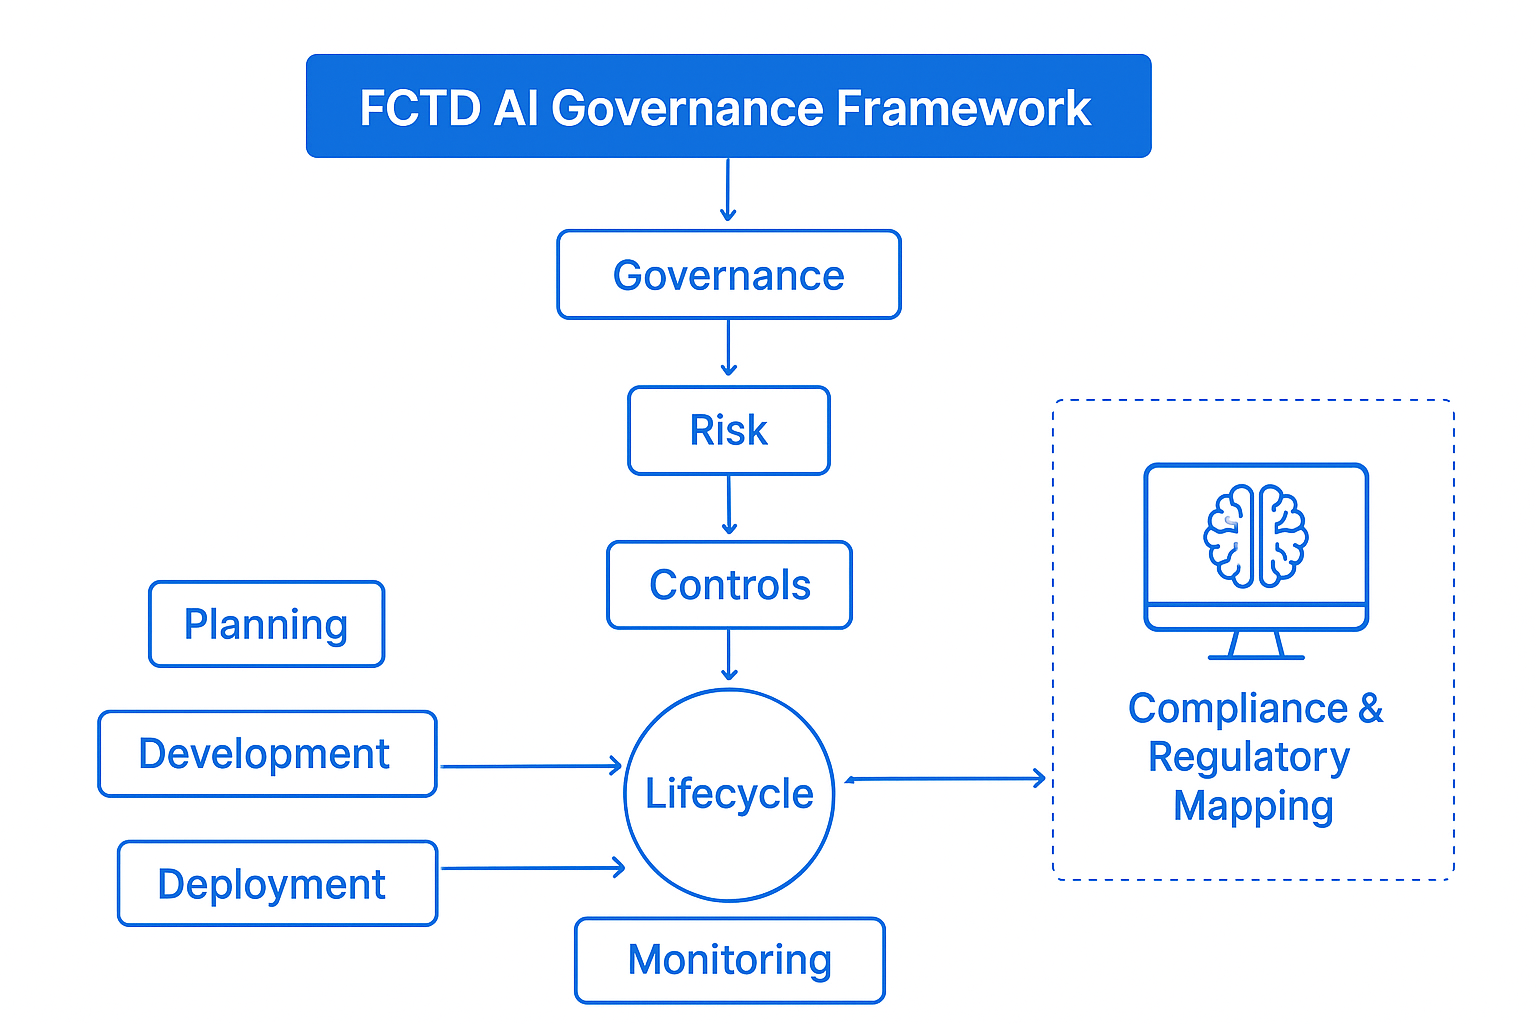 FCTD AI Governance Framework
Governance
Risk
Controls
Planning
Development
Deployment
Lifecycle
Monitoring
Compliance &
Regulatory
Mapping